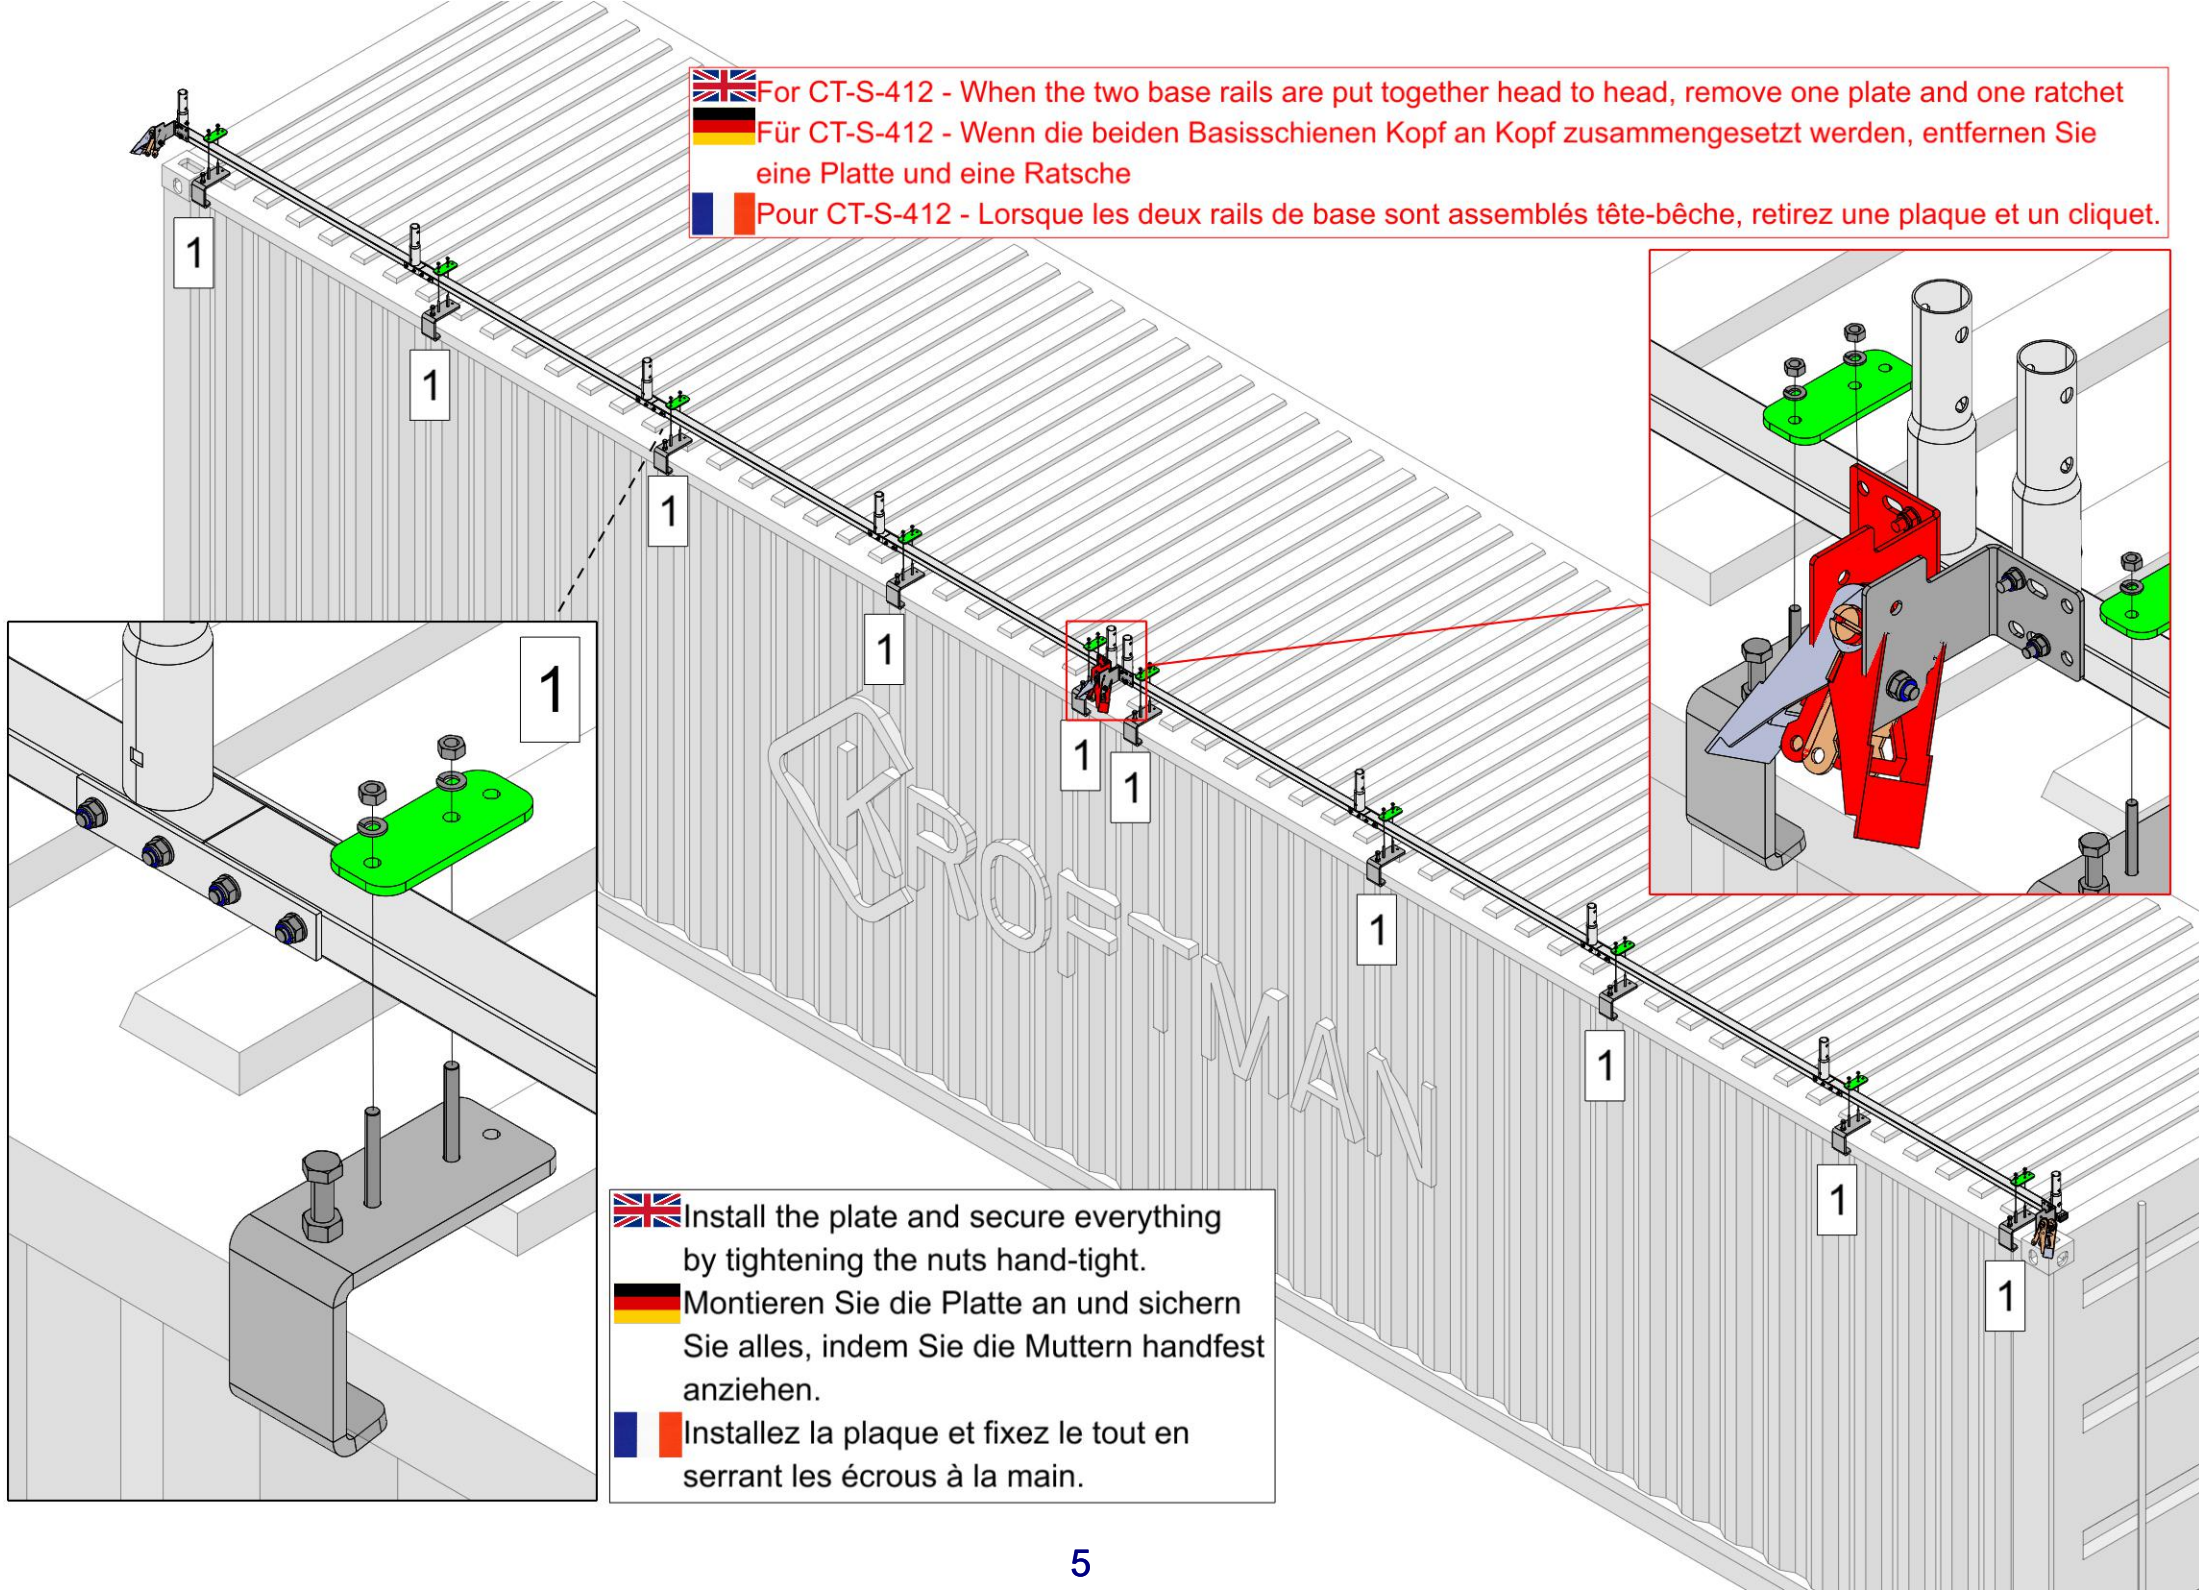 For CT-S-412 - When the two base rails are put together head to head, remove one plate and one ratchet
Für CT-S-412 - Wenn die beiden Basisschienen Kopf an Kopf zusammengesetzt werden, entfernen Sie
eine Platte und eine Ratsche
Pour CT-S-412 - Lorsque les deux rails de base sont assemblés tête-bêche, retirez une plaque et un cliquet.
1
1
1
1
1
1
1
1
1
1
1
KROFTMAN
Install the plate and secure everything
by tightening the nuts hand-tight.
Montieren Sie die Platte an und sichern
Sie alles, indem Sie die Muttern handfest
anziehen.
Installez la plaque et fixez le tout en
serrant les écrous à la main.
5